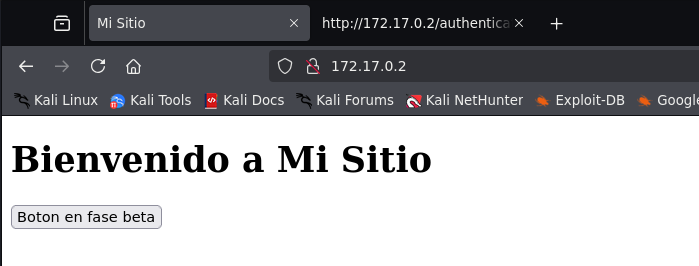 Mi Sitio
http://172.17.0.2/authentica
172.17.0.2
Kali Linux Kali Tools Kali Docs Kali Forums Kali NetHunter Exploit-DB Google
Bienvenido a Mi Sitio
Boton en fase beta